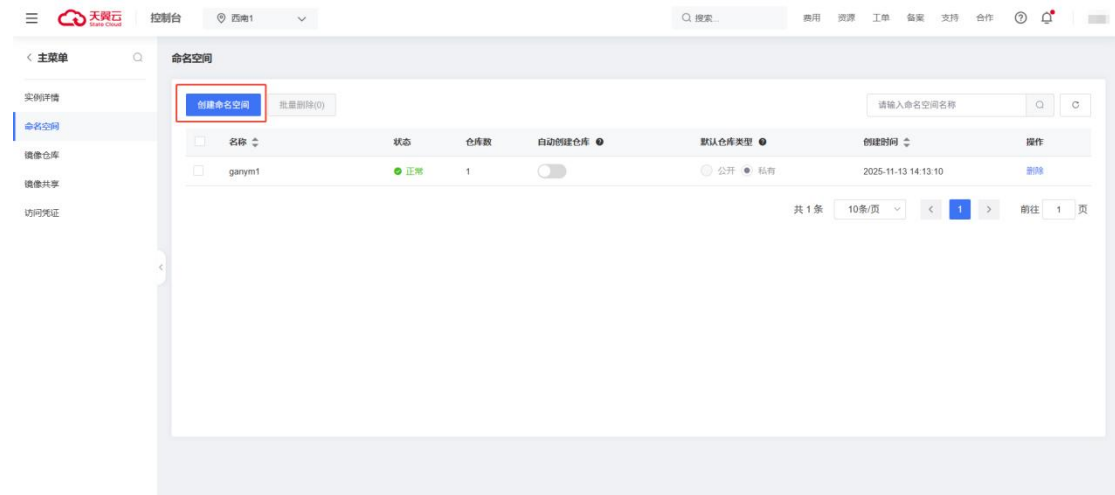 天翼云
State Cloud
控制台
西南1
搜索...
费用 资源 工单 备案 支持 合作
主菜单
命名空间
实例详情
命名空间
镜像仓库
镜像共享
访问凭证
创建命名空间 批量删除(0) 请输入命名空间名称
名称 状态 仓库数 自动创建仓库 默认仓库类型 创建时间 操作
ganym1 正常 1 公开 私有 2025-11-13 14:13:10 删除
共 1 条 10条/页 1 前往 1 页